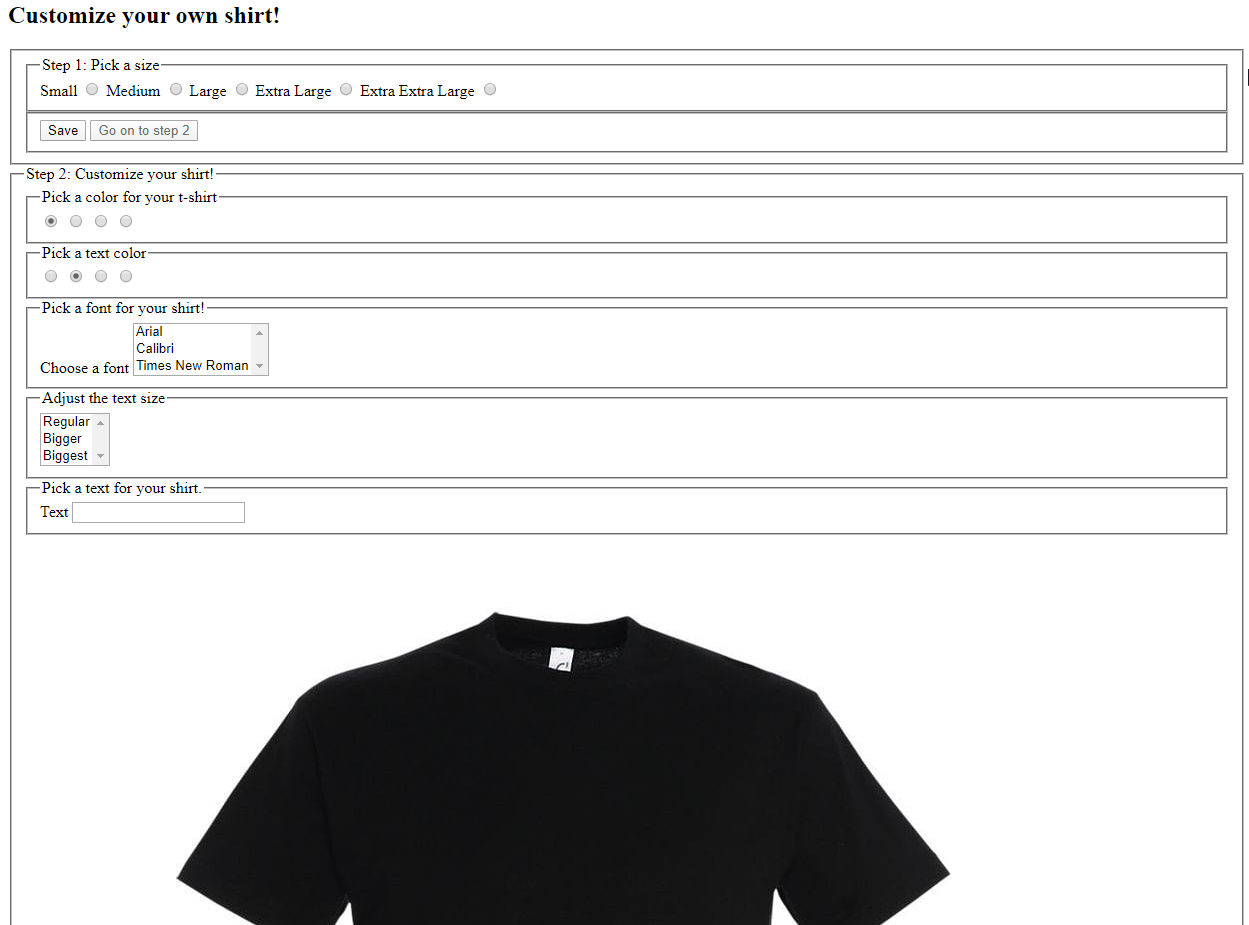 Customize your own shirt!
Step 1: Pick a size
Small Medium Large Extra Large Extra Extra Large
Save Go on to step 2
Step 2: Customize your shirt!
Pick a color for your t-shirt
Pick a text color
Pick a font for your shirt!
Arial
Calibri
Choose a font Times New Roman
Adjust the text size
Regular
Bigger
Biggest
Pick a text for your shirt.
Text